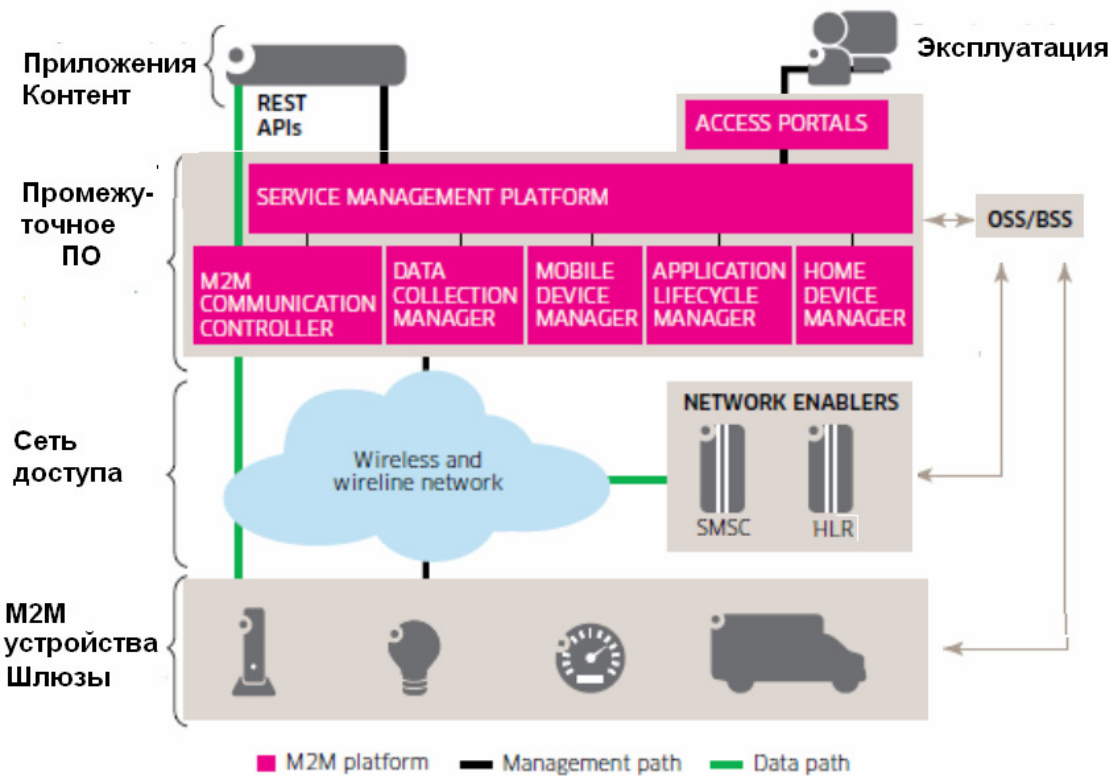 Приложения
Контент
REST
APIs
Эксплуатация
ACCESS PORTALS
Промежу-
точное
ПО
SERVICE MANAGEMENT PLATFORM
OSS/BSS
M2M
COMMUNICATION
CONTROLLER
DATA
COLLECTION
MANAGER
MOBILE
DEVICE
MANAGER
APPLICATION
LIFECYCLE
MANAGER
HOME
DEVICE
MANAGER
Сеть
доступа
Wireless and
wireline network
NETWORK ENABLERS
SMSC
HLR
М2М
устройства
Шлюзы
M2M platform
Management path
Data path